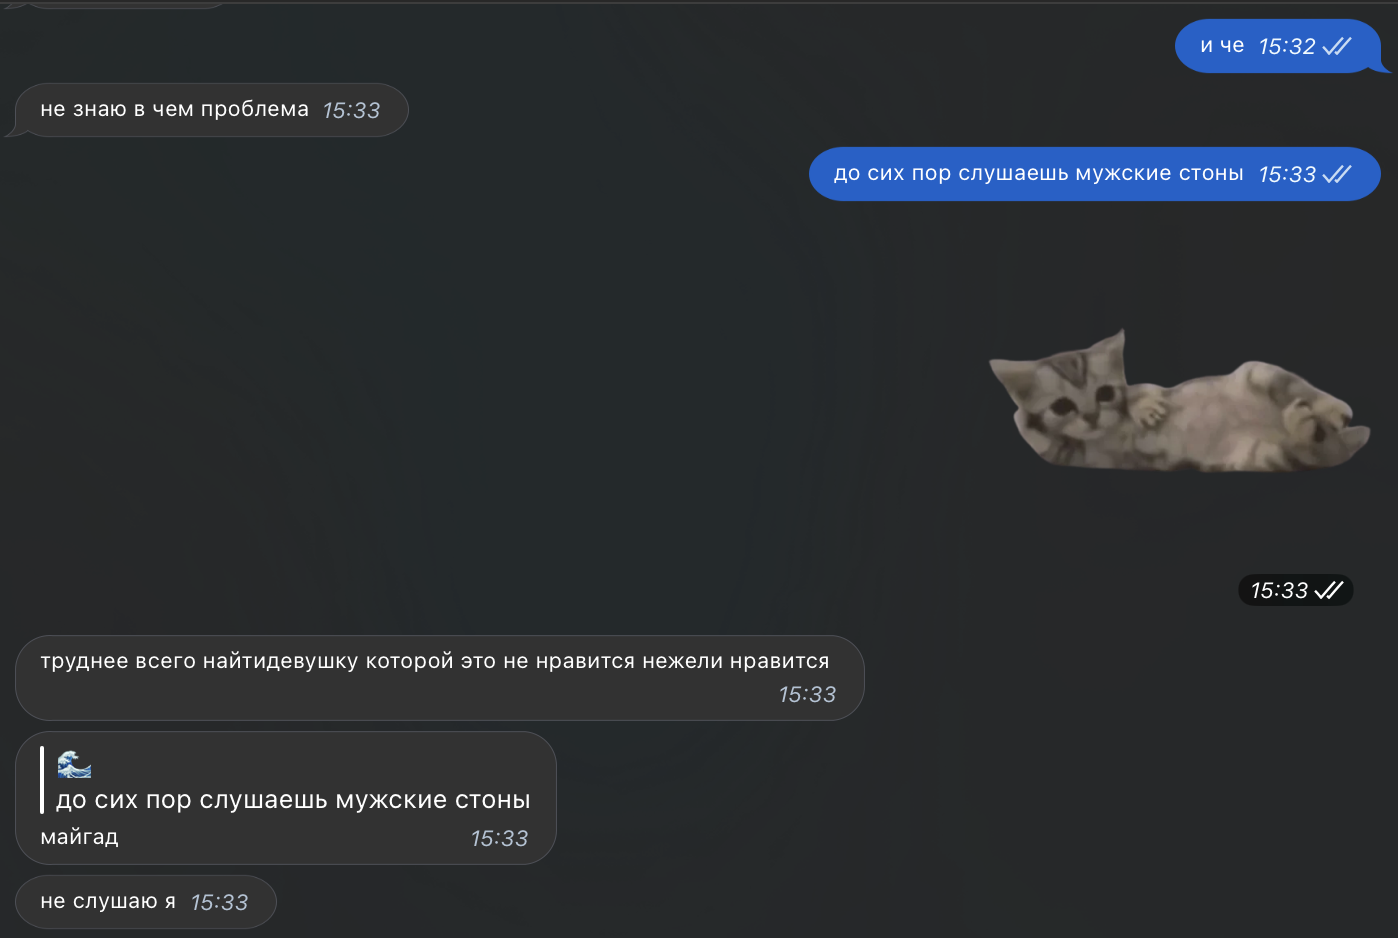 и че 15:32
не знаю в чем проблема 15:33
до сих пор слушаешь мужские стоны 15:33
15:33
труднее всего найтидевушку которой это не нравится нежели нравится
15:33
🌊
до сих пор слушаешь мужские стоны
майгад 15:33
не слушаю я 15:33